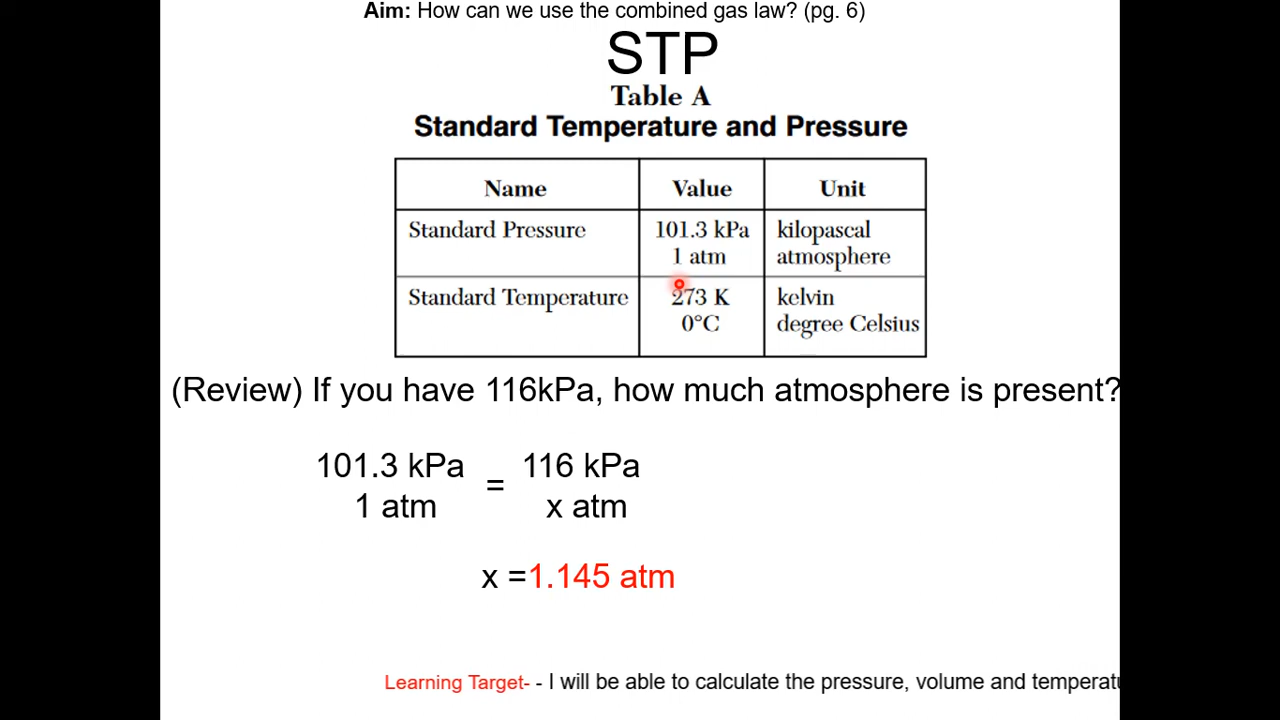 Aim: How can we use the combined gas law? (pg. 6)
STP
Table A
Standard Temperature and Pressure
Name Value Unit
Standard Pressure 101.3 kPa kilopascal
1 atm atmosphere
Standard Temperature 273 K kelvin
0°C degree Celsius
(Review) If you have 116kPa, how much atmosphere is present?
101.3 kPa = 116 kPa
1 atm x atm
x =1.145 atm
Learning Target- - I will be able to calculate the pressure, volume and